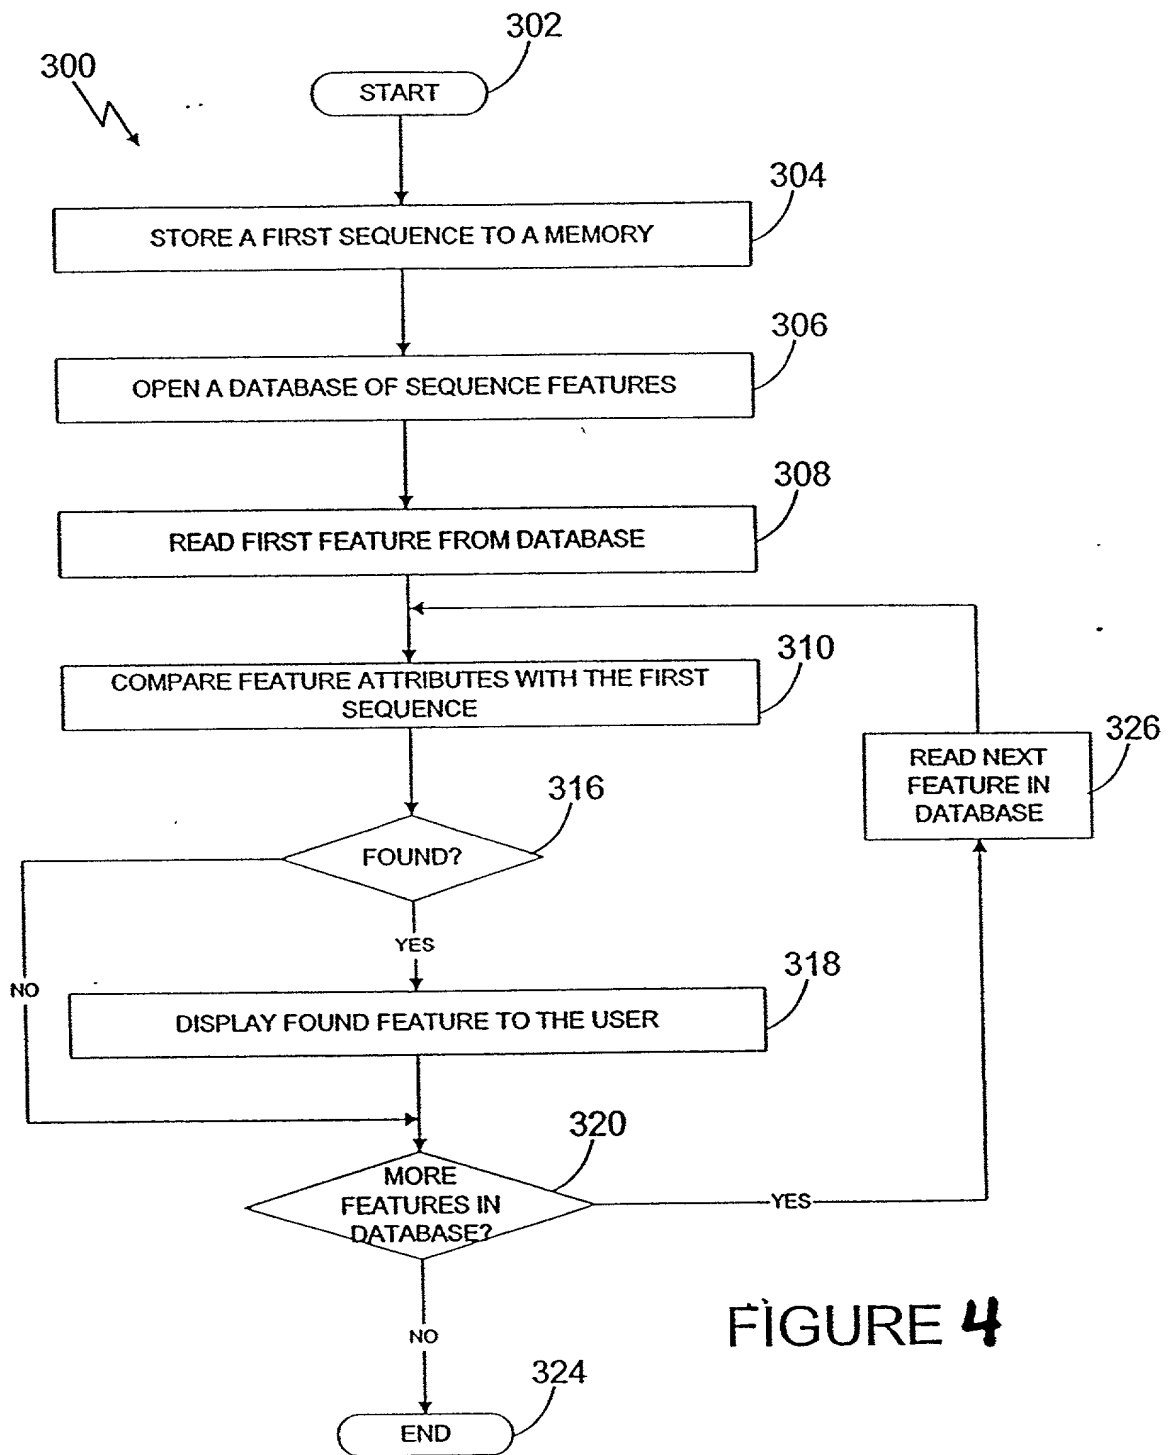 302
300
START
304
STORE A FIRST SEQUENCE TO A MEMORY
306
OPEN A DATABASE OF SEQUENCE FEATURES
308
READ FIRST FEATURE FROM DATABASE
310
COMPARE FEATURE ATTRIBUTES WITH THE FIRST
SEQUENCE
326
READ NEXT
FEATURE IN
DATABASE
316
FOUND?
YES
NO
318
DISPLAY FOUND FEATURE TO THE USER
320
MORE
FEATURES IN
DATABASE?
YES
NO
FIGURE 4
324
END